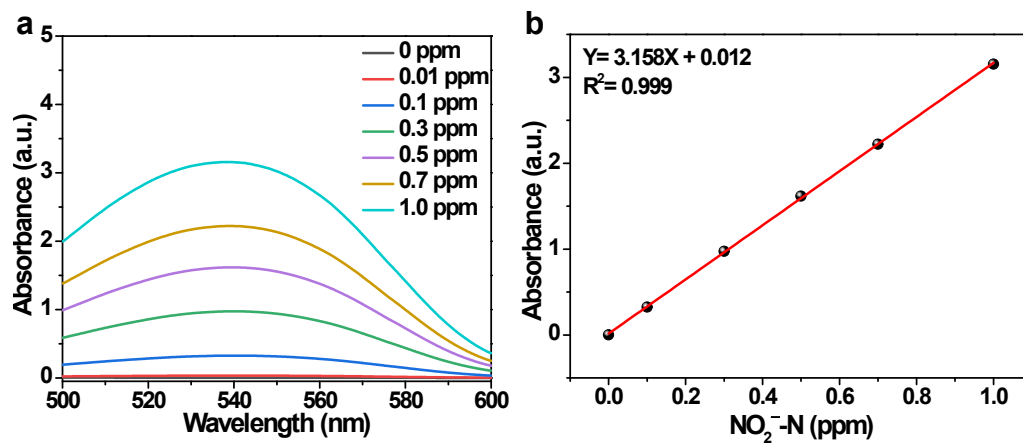 a
5
4
3
2
1
0
500
520
540
560
580
600
Absorbance (a.u.)
Wavelength (nm)
0 ppm
0.01 ppm
0.1 ppm
0.3 ppm
0.5 ppm
0.7 ppm
1.0 ppm
b
Y= 3.158X + 0.012
R²= 0.999
3
2
1
0
0.0
0.2
0.4
0.6
0.8
1.0
Absorbance (a.u.)
NO₂⁻-N (ppm)